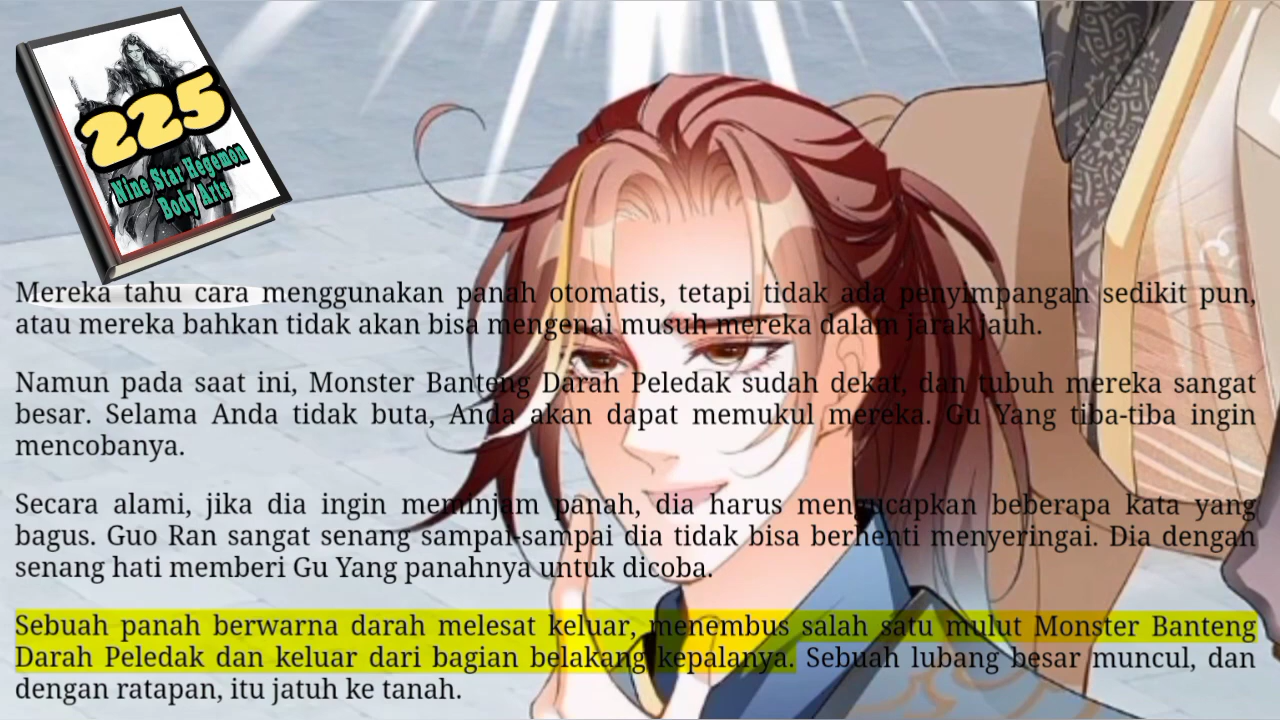 225
Nine Star Hegemon
Body Arts
Mereka tahu cara menggunakan panah otomatis, tetapi tidak ada penyimpangan sedikit pun,
atau mereka bahkan tidak akan bisa mengenai musuh mereka dalam jarak jauh.
Namun pada saat ini, Monster Banteng Darah Peledak sudah dekat, dan tubuh mereka sangat
besar. Selama Anda tidak buta, Anda akan dapat memukul mereka. Gu Yang tiba-tiba ingin
mencobanya.
Secara alami, jika dia ingin meminjam panah, dia harus mengucapkan beberapa kata yang
bagus. Guo Ran sangat senang sampai-sampai dia tidak bisa berhenti menyeringai. Dia dengan
senang hati memberi Gu Yang panahnya untuk dicoba.
Sebuah panah berwarna darah melesat keluar, menembus salah satu mulut Monster Banteng
Darah Peledak dan keluar dari bagian belakang kepalanya. Sebuah lubang besar muncul, dan
dengan ratapan, itu jatuh ke tanah.